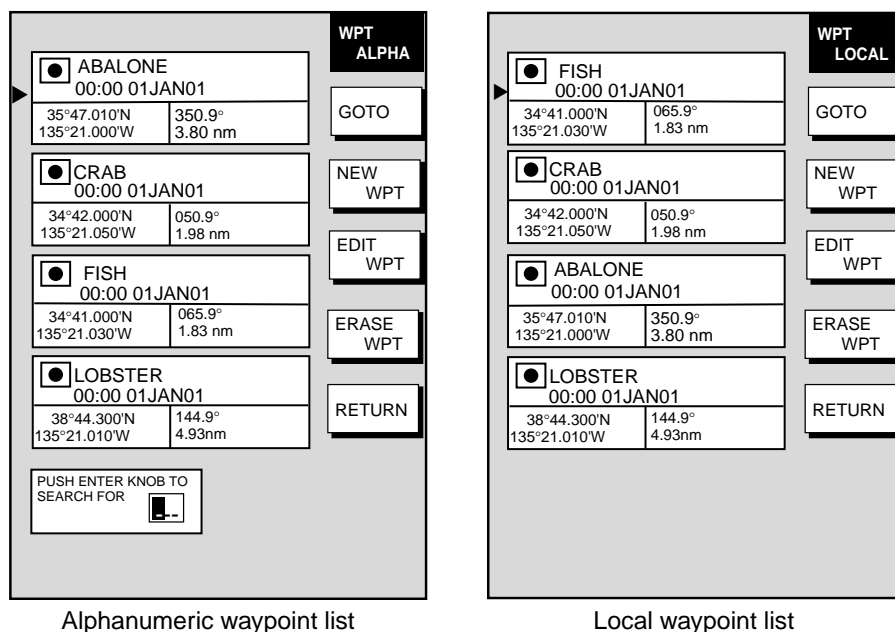 WPT
ALPHA
ABALONE
00:00 01JAN01
35°47.010'N
350.9°
135°21.000'W
3.80 nm
CRAB
00:00 01JAN01
34°42.000'N
050.9°
135°21.050'W
1.98 nm
FISH
00:00 01JAN01
34°41.000'N
065.9°
135°21.030'W
1.83 nm
LOBSTER
00:00 01JAN01
38°44.300'N
144.9°
135°21.010'W
4.93nm
PUSH ENTER KNOB TO
SEARCH FOR
GOTO
NEW
WPT
EDIT
WPT
ERASE
WPT
RETURN
Alphanumeric waypoint list
WPT
LOCAL
FISH
00:00 01JAN01
34°41.000'N
065.9°
135°21.030'W
1.83 nm
CRAB
00:00 01JAN01
34°42.000'N
050.9°
135°21.050'W
1.98 nm
ABALONE
00:00 01JAN01
35°47.010'N
350.9°
135°21.000'W
3.80 nm
LOBSTER
00:00 01JAN01
38°44.300'N
144.9°
135°21.010'W
4.93nm
GOTO
NEW
WPT
EDIT
WPT
ERASE
WPT
RETURN
Local waypoint list